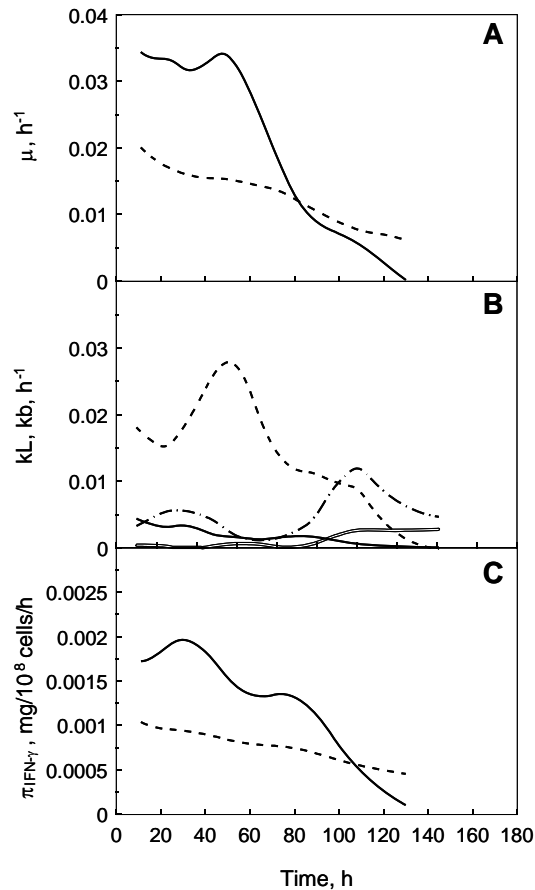 A
0.04
0.03
0.02
0.01
0
μ, h⁻¹
B
0.03
0.02
0.01
0
kL, kb, h⁻¹
C
0.0025
0.002
0.0015
0.001
0.0005
0
π IFN-γ , mg/10⁸ cells/h
0 20 40 60 80 100 120 140 160 180
Time, h